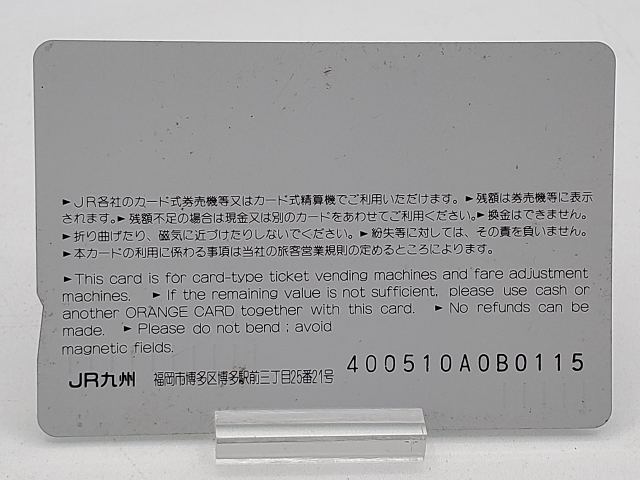 ►JR各社のカード式券売機等又はカード式精算機でご利用いただけます。►残額は券売機等に表示
されます。►残額不足の場合は現金又は別のカードをあわせてご利用ください。►換金はできません。
►折り曲げたり、磁気に近づけたりしないでください。►紛失等に対しては、その責を負いません。
►本カードの利用に係わる事項は当社の旅客営業規則の定めるところによります。
►This card is for card-type ticket vending machines and fare adjustment
machines. ►If the remaining value is not sufficient, please use cash or
another ORANGE CARD together with this card. ►No refunds can be
made. ►Please do not bend ; avoid
magnetic fields.
JR九州 福岡市博多区博多駅前三丁目25番21号 400510A0B0115